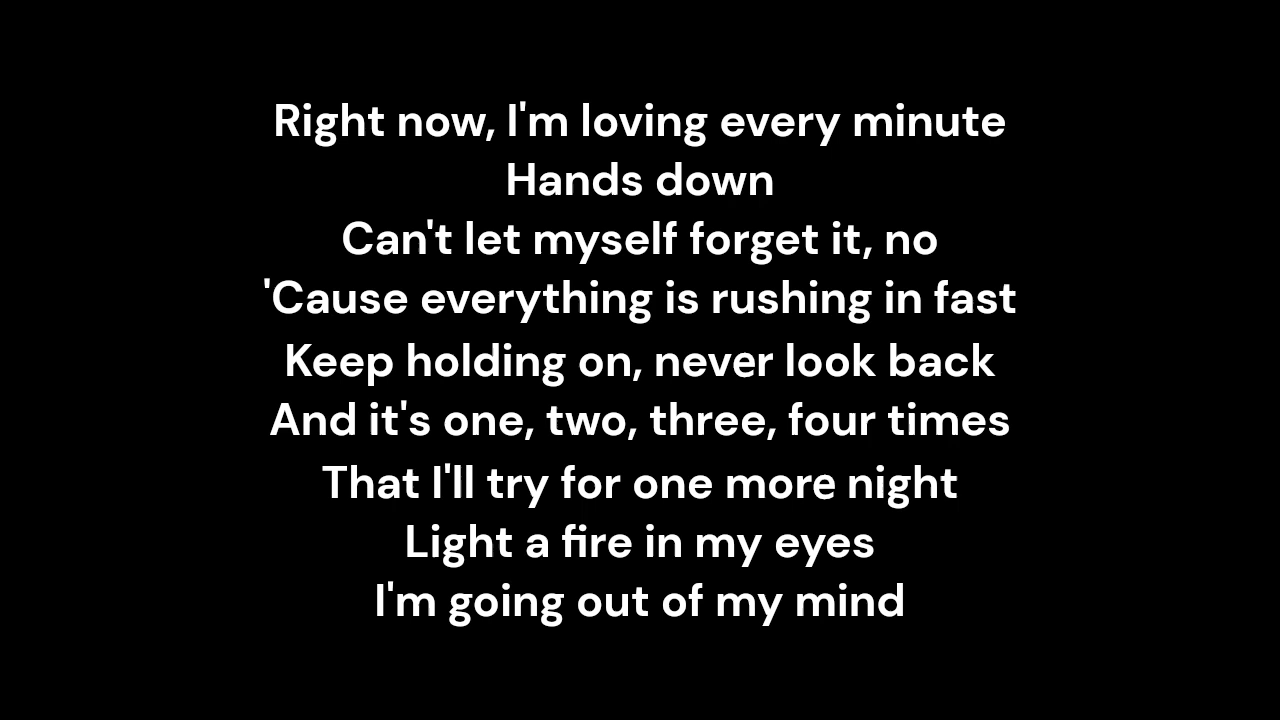 Right now, I'm loving every minute
Hands down
Can't let myself forget it, no
'Cause everything is rushing in fast
Keep holding on, never look back
And it's one, two, three, four times
That I'll try for one more night
Light a fire in my eyes
I'm going out of my mind